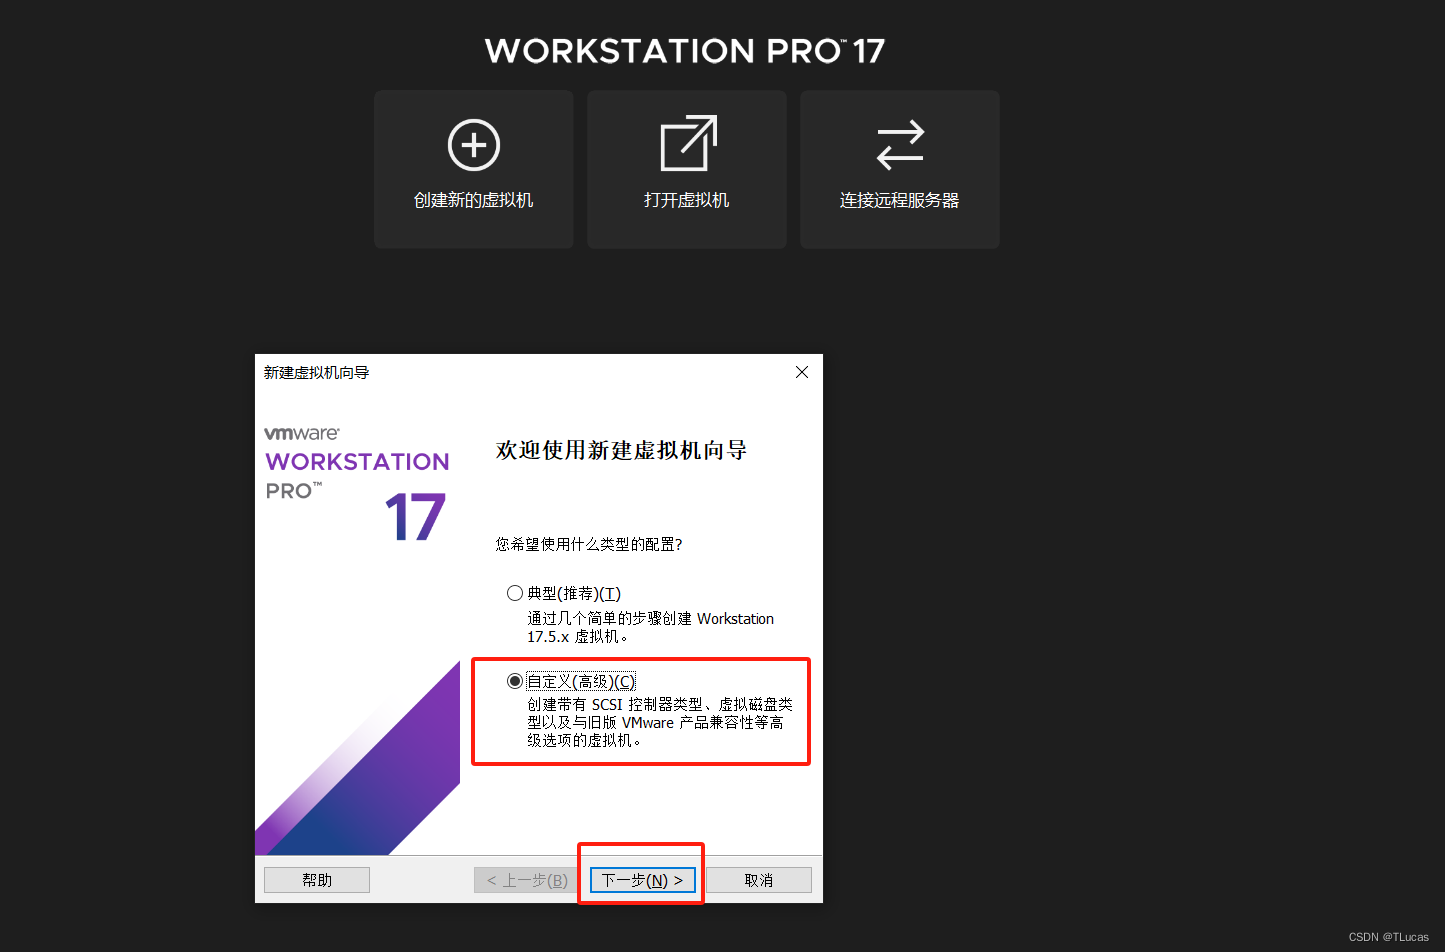 WORKSTATION PRO™ 17
创建新的虚拟机
打开虚拟机
连接远程服务器
新建虚拟机向导
vmware®
WORKSTATION
PRO™
17
欢迎使用新建虚拟机向导
您希望使用什么类型的配置?
典型(推荐)(T)
通过几个简单的步骤创建 Workstation
17.5.x 虚拟机。
自定义(高级)(C)
创建带有 SCSI 控制器类型、虚拟磁盘类
型以及与旧版 VMware 产品兼容性等高
级选项的虚拟机。
帮助
< 上一步(B)
下一步(N) >
取消
CSDN @TLucas